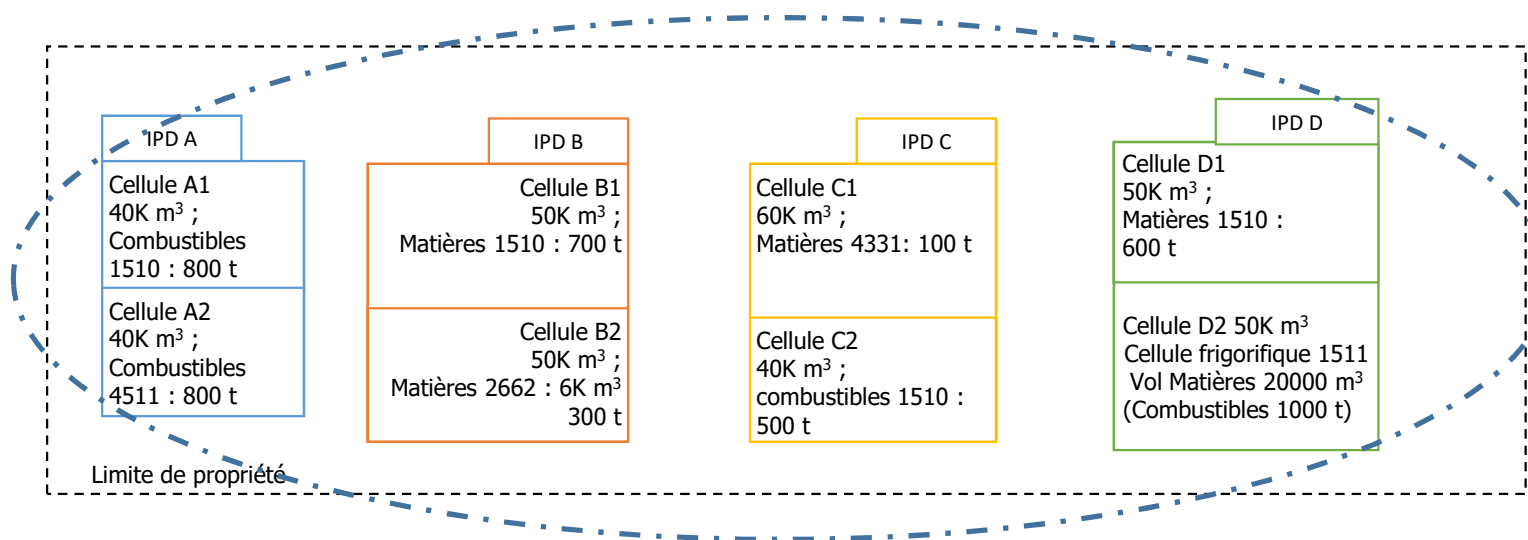 IPD A
Cellule A1
40K m³ ;
Combustibles
1510 : 800 t
Cellule A2
40K m³ ;
Combustibles
4511 : 800 t
IPD B
Cellule B1
50K m³ ;
Matières 1510 : 700 t
Cellule B2
50K m³ ;
Matières 2662 : 6K m³
300 t
IPD C
Cellule C1
60K m³ ;
Matières 4331: 100 t
Cellule C2
40K m³ ;
combustibles 1510 :
500 t
IPD D
Cellule D1
50K m³ ;
Matières 1510 :
600 t
Cellule D2 50K m³
Cellule frigorifique 1511
Vol Matières 20000 m³
(Combustibles 1000 t)
Limite de propriété